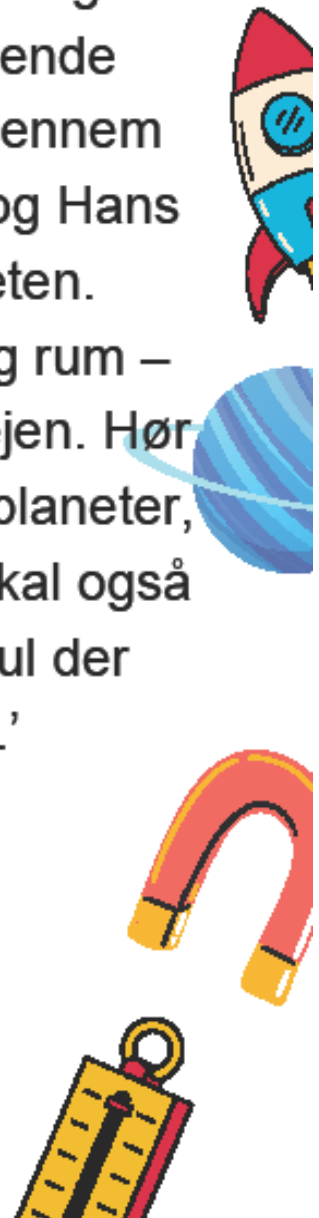 ende
ennem
og Hans
eten.
g rum –
ejen. Hør
planeter,
kal også
ul der
.’